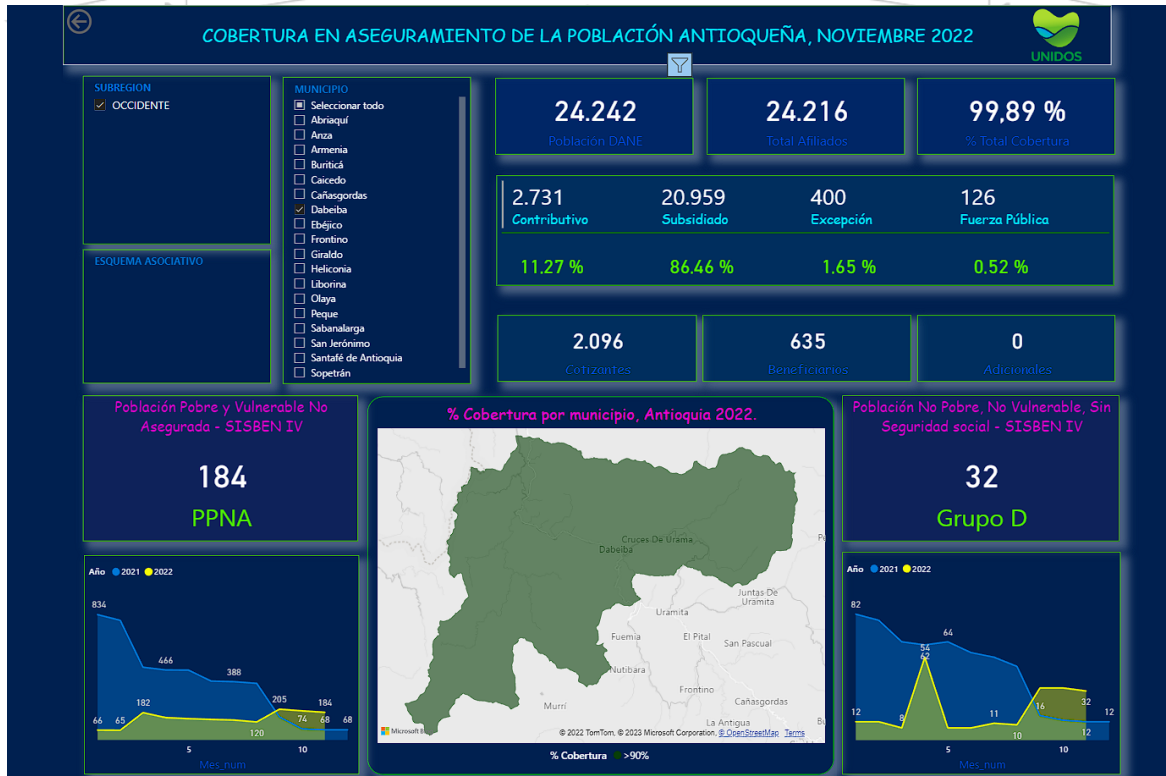 COBERTURA EN ASEGURAMIENTO DE LA POBLACIÓN ANTIOQUEÑA, NOVIEMBRE 2022
UNIDOS
SUBREGION
OCCIDENTE
ESQUEMA ASOCIATIVO
MUNICIPIO
Seleccionar todo
Abriaquí
Anza
Armenia
Buriticá
Caicedo
Cañasgordas
Dabeiba
Ebéjico
Frontino
Giraldo
Heliconia
Liborina
Olaya
Peque
Sabanalarga
San Jerónimo
Santafé de Antioquia
Sopetrán
24.242
Población DANE
24.216
Total Afiliados
99,89 %
% Total Cobertura
2.731 20.959 400 126
Contributivo Subsidiado Excepción Fuerza Pública
11.27 % 86.46 % 1.65 % 0.52 %
2.096
Cotizantes
635
Beneficiarios
0
Adicionales
Población Pobre y Vulnerable No
Asegurada - SISBEN IV
184
PPNA
Año 2021 2022
834
466
388
205
182
184
66 65
74 68 68
120
5 10
Mes_num
% Cobertura por municipio, Antioquia 2022.
Cruces De Urama
Dabeiba
Juntas De
Uramita
Uramita
Fuemia
El Pital
San Pascual
Nutibara
Frontino
Murrí
Cañasgordas
La Antigua
Microsoft
© 2022 TomTom, © 2023 Microsoft Corporation, © OpenStreetMap Terms
% Cobertura >90%
Población No Pobre, No Vulnerable, Sin
Seguridad social - SISBEN IV
32
Grupo D
Año 2021 2022
82
64
54
62
32
12 8 11 16 12
10 12
5 10
Mes_num